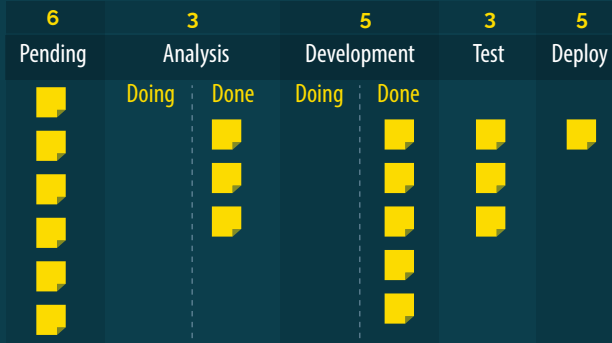 6 3 5 3 5
Pending Analysis Development Test Deploy
Doing Done Doing Done